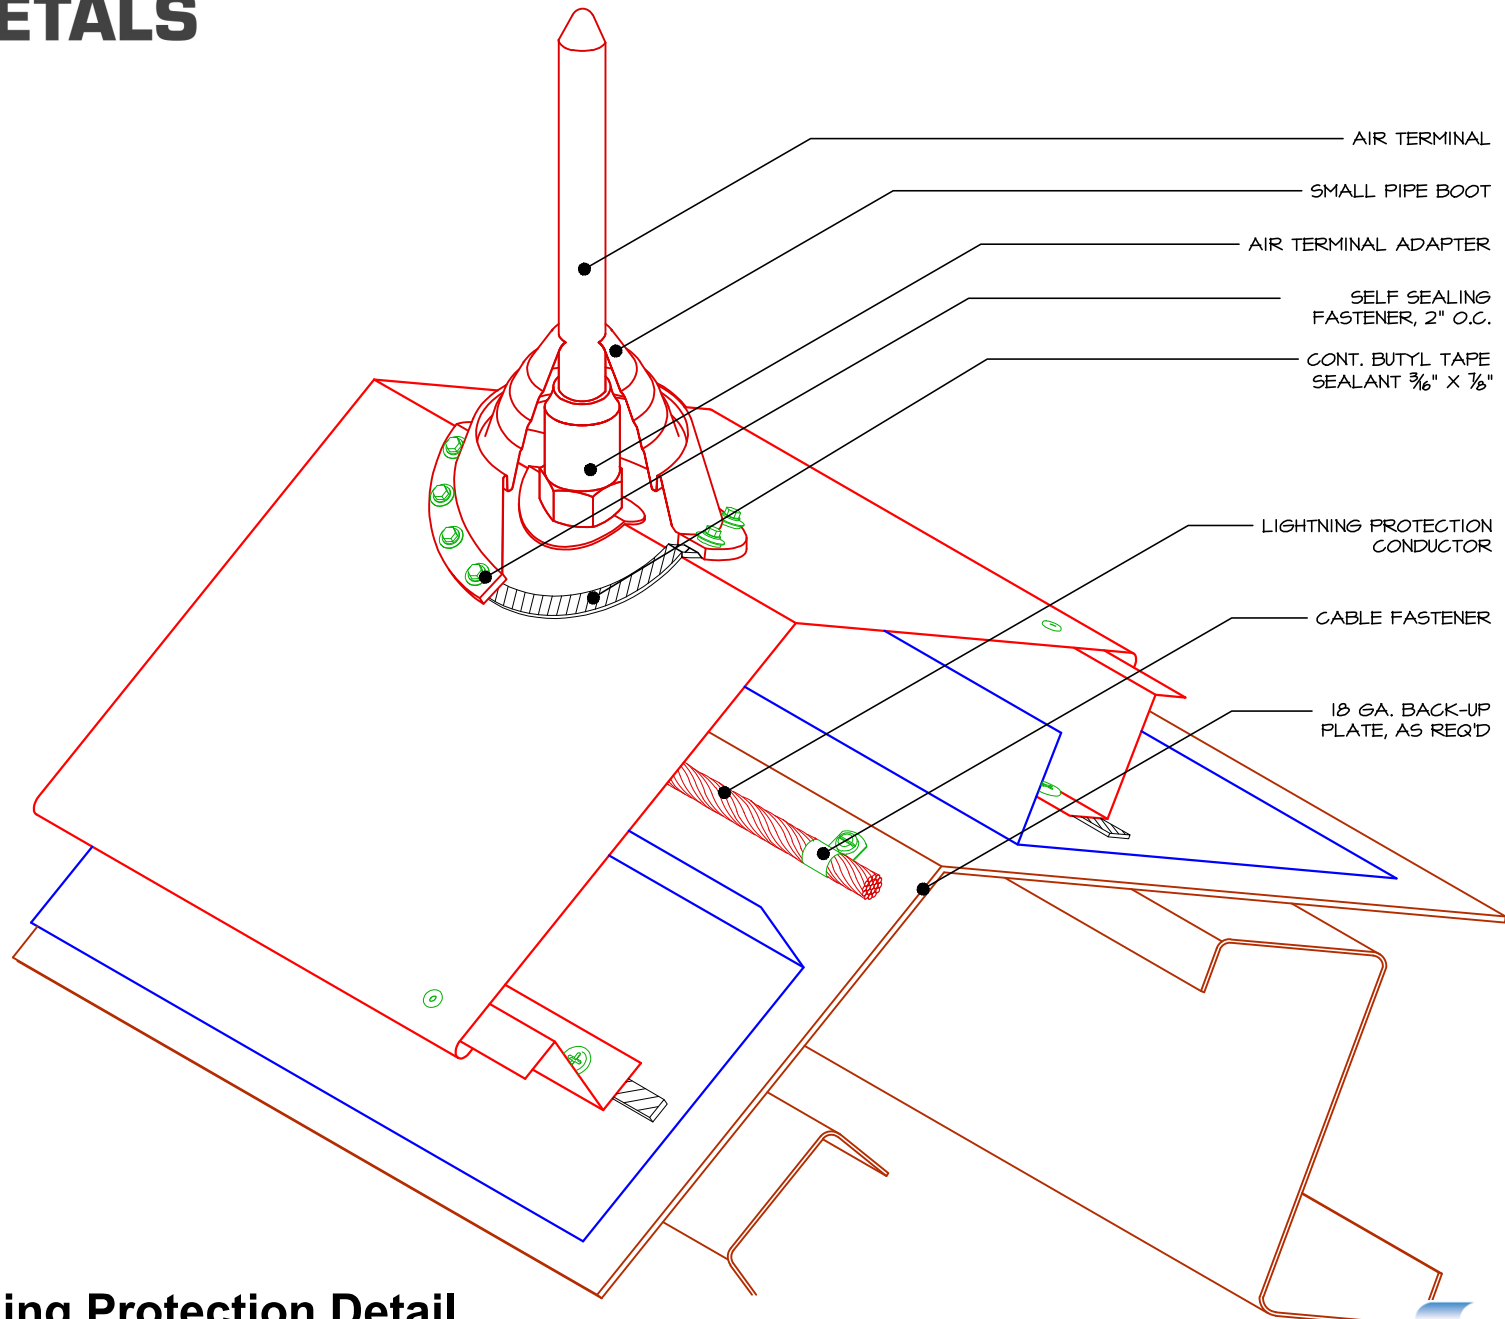 ETALS
AIR TERMINAL
SMALL PIPE BOOT
AIR TERMINAL ADAPTER
SELF SEALING
FASTENER, 2" O.C.
CONT. BUTYL TAPE
SEALANT 3/16" X 7/8"
LIGHTNING PROTECTION
CONDUCTOR
CABLE FASTENER
18 GA. BACK-UP
PLATE, AS REQ'D
ing Protection Detail